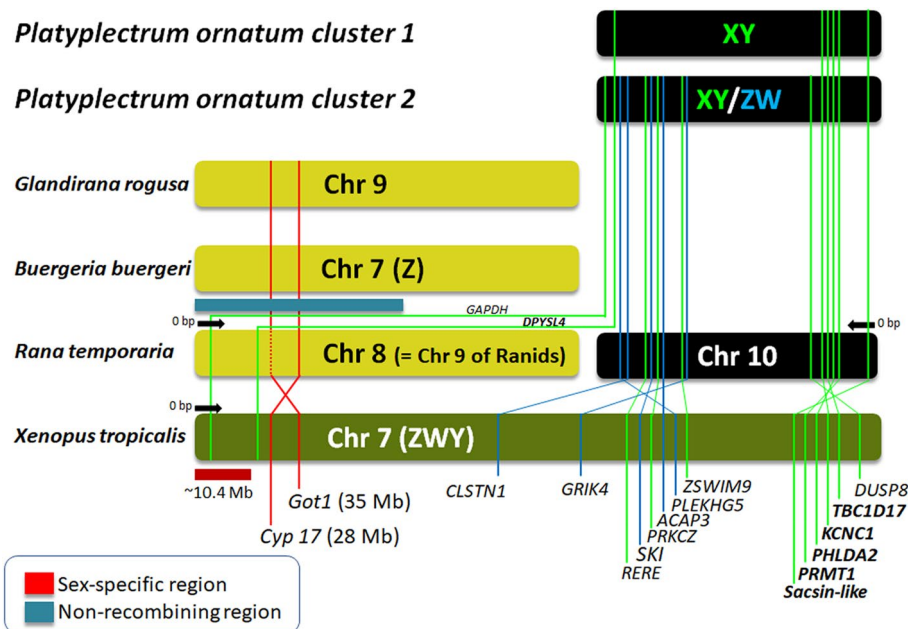 Platyplectrum ornatum cluster 1
XY
Platyplectrum ornatum cluster 2
XY/ZW
Glandirana rogusa
Chr 9
Buergeria buergeri
Chr 7 (Z)
GAPDH
0 bp
DPYSL4
0 bp
Rana temporaria
Chr 8 (= Chr 9 of Ranids)
Chr 10
0 bp
Xenopus tropicalis
Chr 7 (ZWY)
~10.4 Mb
Got1 (35 Mb)
Cyp 17 (28 Mb)
CLSTN1
GRIK4
ZSWIM9
PLEKHG5
ACAP3
PRKCZ
SKI
RERE
DUSP8
TBC1D17
KCNC1
PHLDA2
PRMT1
Sacsin-like
Sex-specific region
Non-recombining region